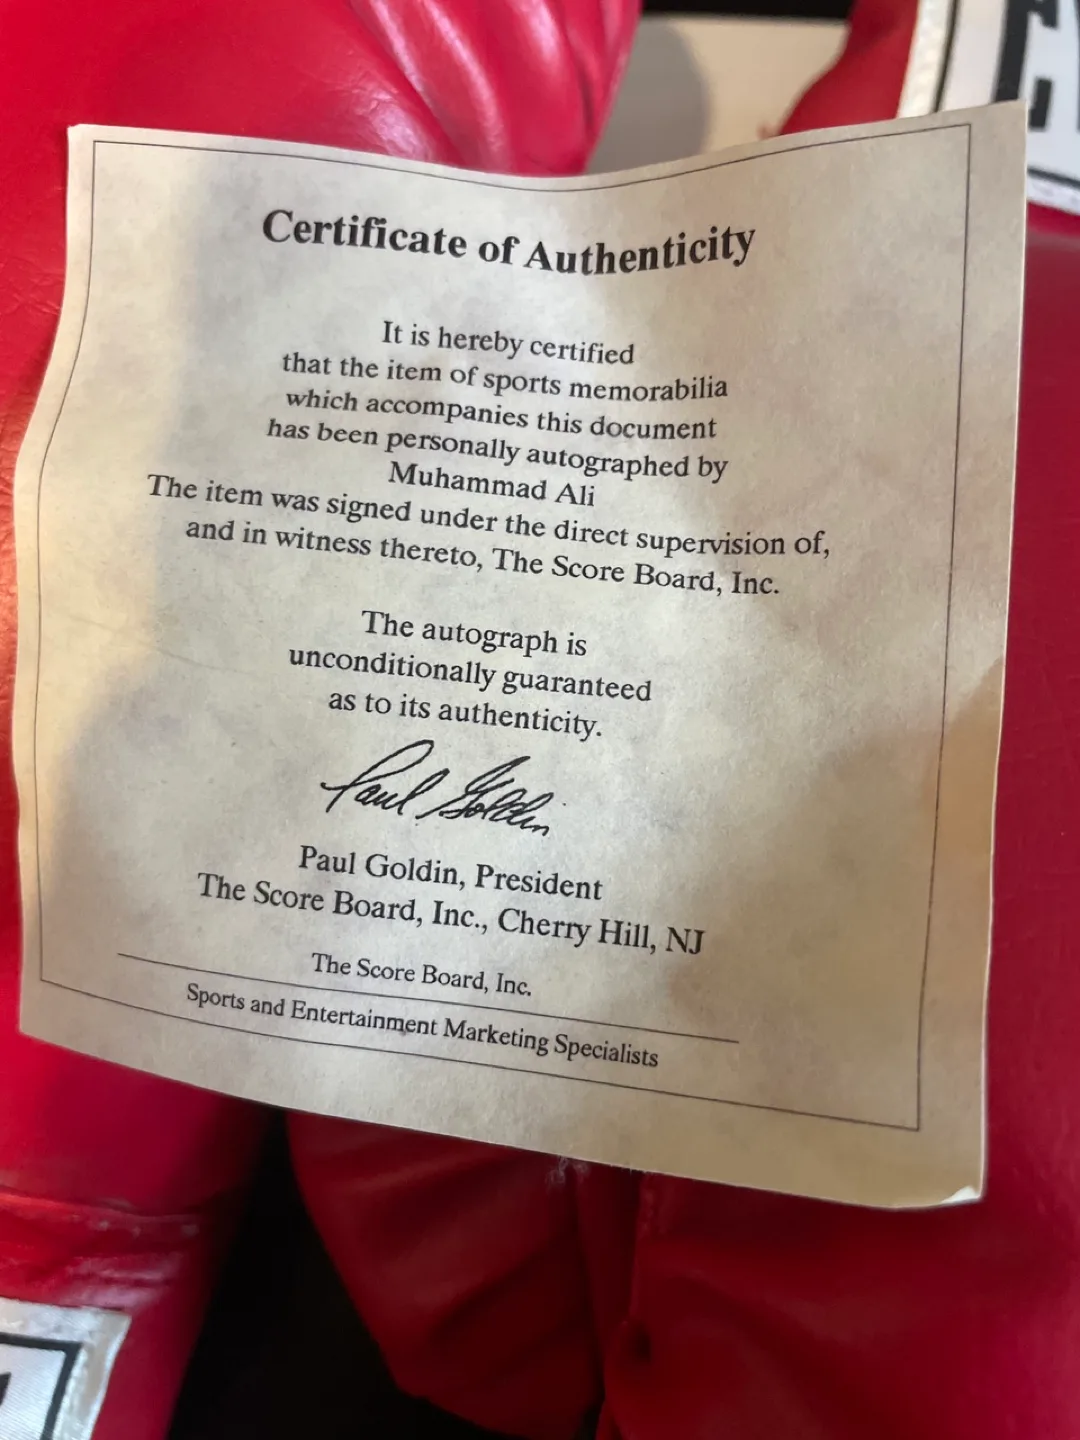 Certificate of Authenticity
It is hereby certified
that the item of sports memorabilia
which accompanies this document
has been personally autographed by
Muhammad Ali
The item was signed under the direct supervision of,
and in witness thereto, The Score Board, Inc.
The autograph is
unconditionally guaranteed
as to its authenticity.
Paul Goldin
Paul Goldin, President
The Score Board, Inc., Cherry Hill, NJ
The Score Board, Inc.
Sports and Entertainment Marketing Specialists